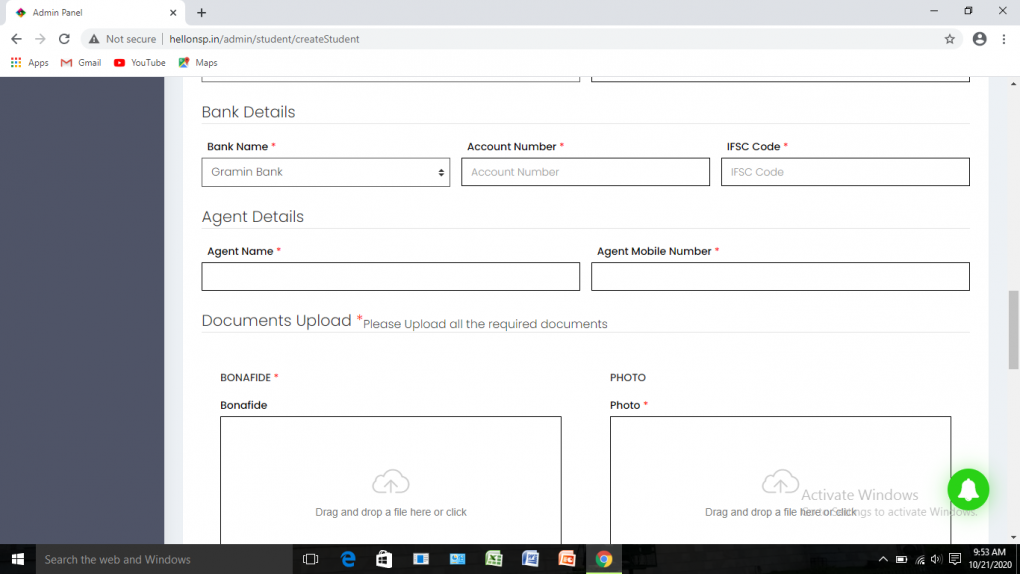 Admin Panel
Not secure hellonsp.in/admin/student/createStudent
Apps Gmail YouTube Maps
Bank Details
Bank Name * Account Number * IFSC Code *
Gramin Bank Account Number IFSC Code
Agent Details
Agent Name * Agent Mobile Number *
Documents Upload *Please Upload all the required documents
BONAFIDE * PHOTO
Bonafide Photo *
Activate Windows
Drag and drop a file here or click Drag and drop a file here or click
Go to Settings to activate Windows.
Search the web and Windows
9:53 AM
10/21/2020